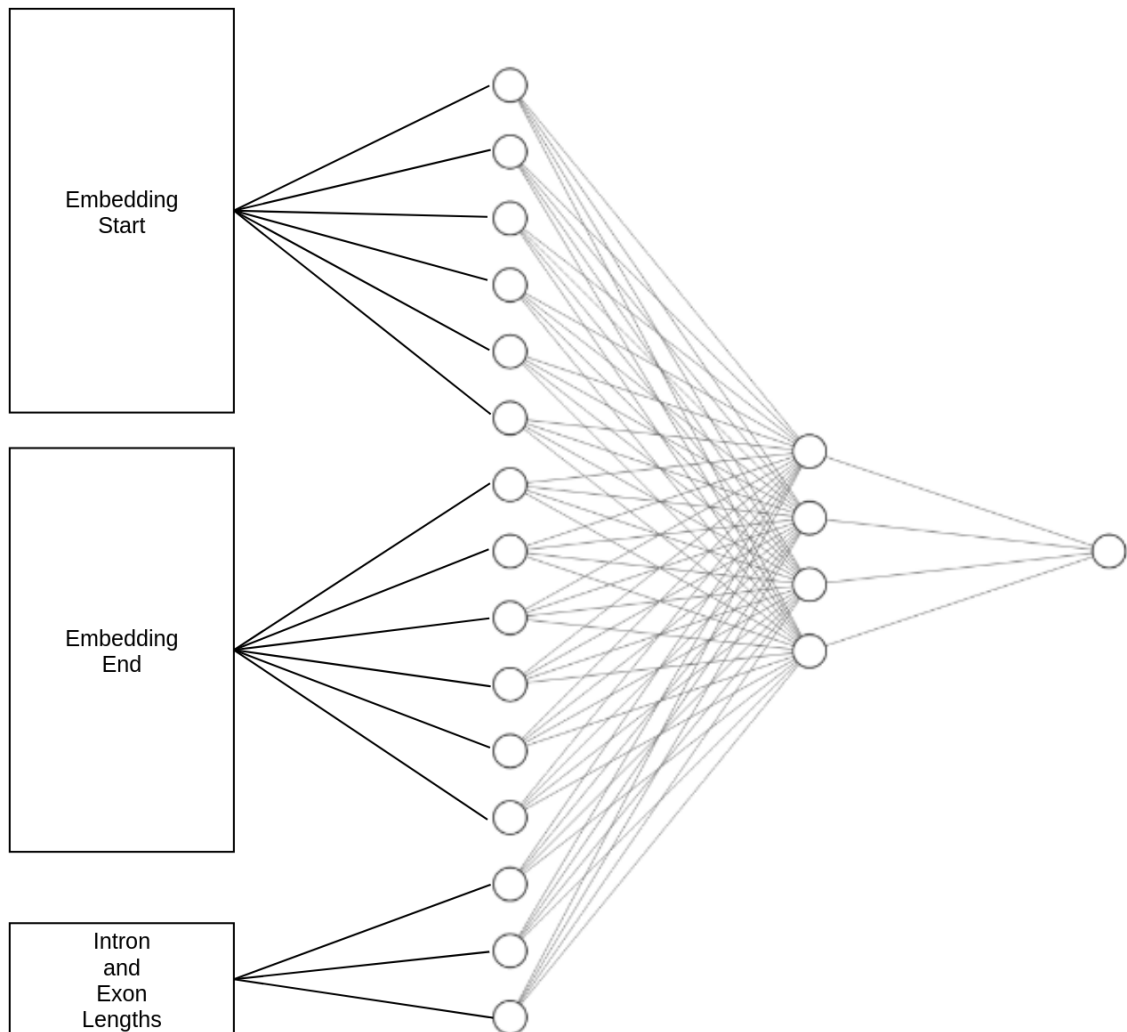 Embedding
Start
Embedding
End
Intron
and
Exon
Lengths